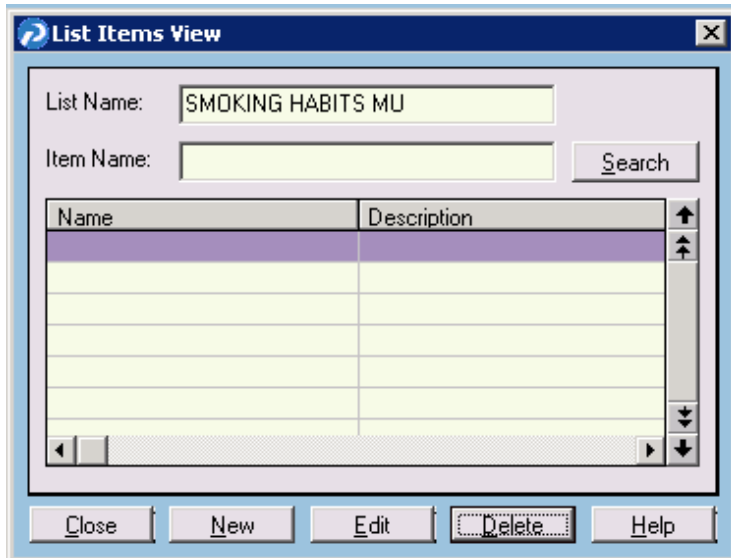 List Items View
List Name: SMOKING HABITS MU
Item Name: Search
Name Description
Close New Edit Delete Help